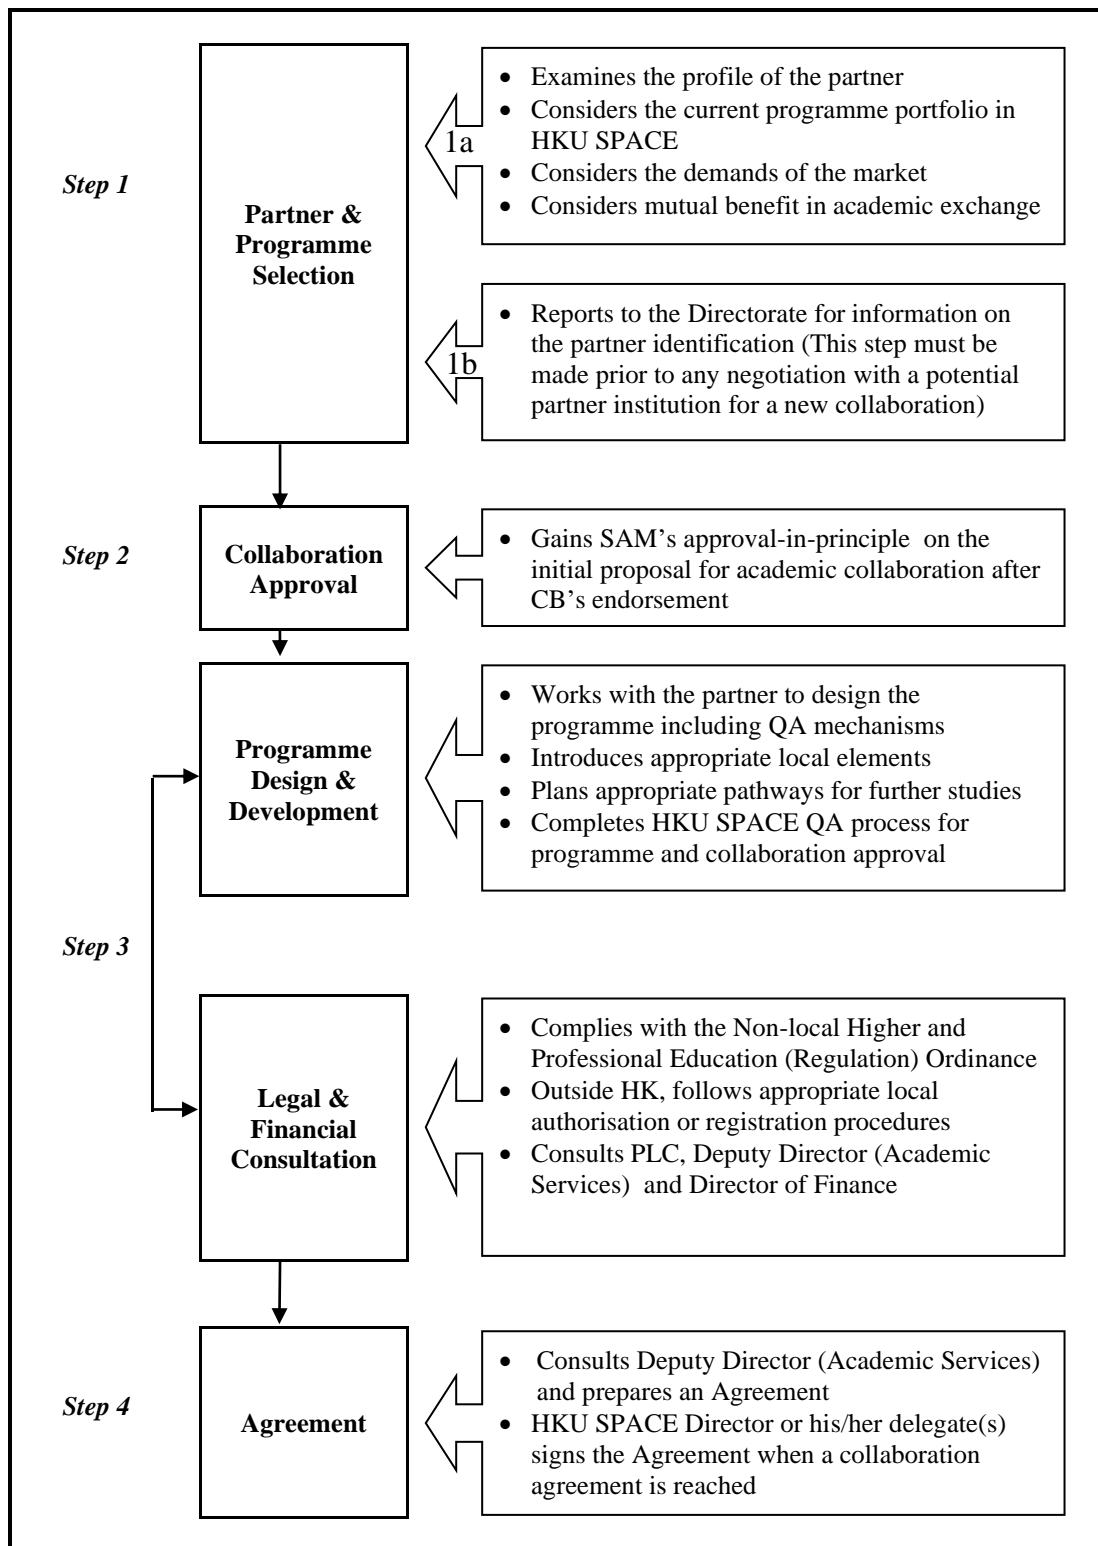 Step 1
Partner &
Programme
Selection
1a
• Examines the profile of the partner
• Considers the current programme portfolio in
HKU SPACE
• Considers the demands of the market
• Considers mutual benefit in academic exchange
1b
• Reports to the Directorate for information on
the partner identification (This step must be
made prior to any negotiation with a potential
partner institution for a new collaboration)
Step 2
Collaboration
Approval
• Gains SAM’s approval-in-principle on the
initial proposal for academic collaboration after
CB’s endorsement
Programme
Design &
Development
• Works with the partner to design the
programme including QA mechanisms
• Introduces appropriate local elements
• Plans appropriate pathways for further studies
• Completes HKU SPACE QA process for
programme and collaboration approval
Step 3
Legal &
Financial
Consultation
• Complies with the Non-local Higher and
Professional Education (Regulation) Ordinance
• Outside HK, follows appropriate local
authorisation or registration procedures
• Consults PLC, Deputy Director (Academic
Services) and Director of Finance
Step 4
Agreement
• Consults Deputy Director (Academic Services)
and prepares an Agreement
• HKU SPACE Director or his/her delegate(s)
signs the Agreement when a collaboration
agreement is reached